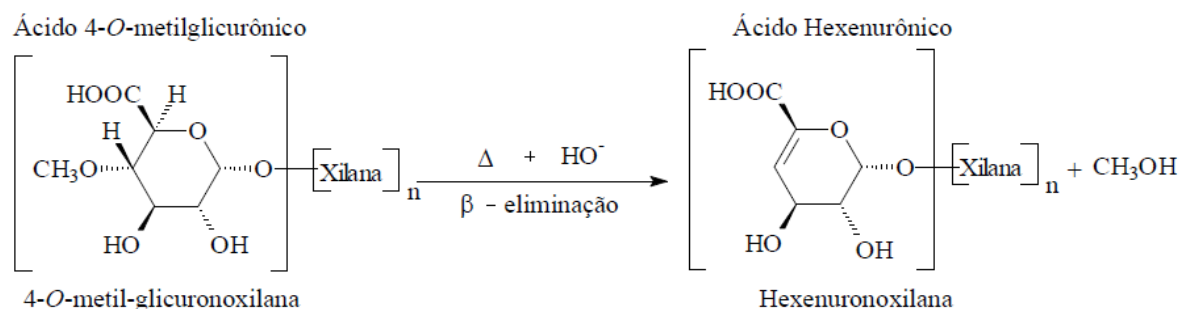 Ácido 4-O-metilglicurônico
Ácido Hexenurônico
HOOC H
H O
CH₃O O Xilana n
HO OH
Δ + HO⁻
β – eliminação
HOOC
O
O Xilana n + CH₃OH
HO OH
4-O-metil-glicuronoxilana
Hexenuronoxilana